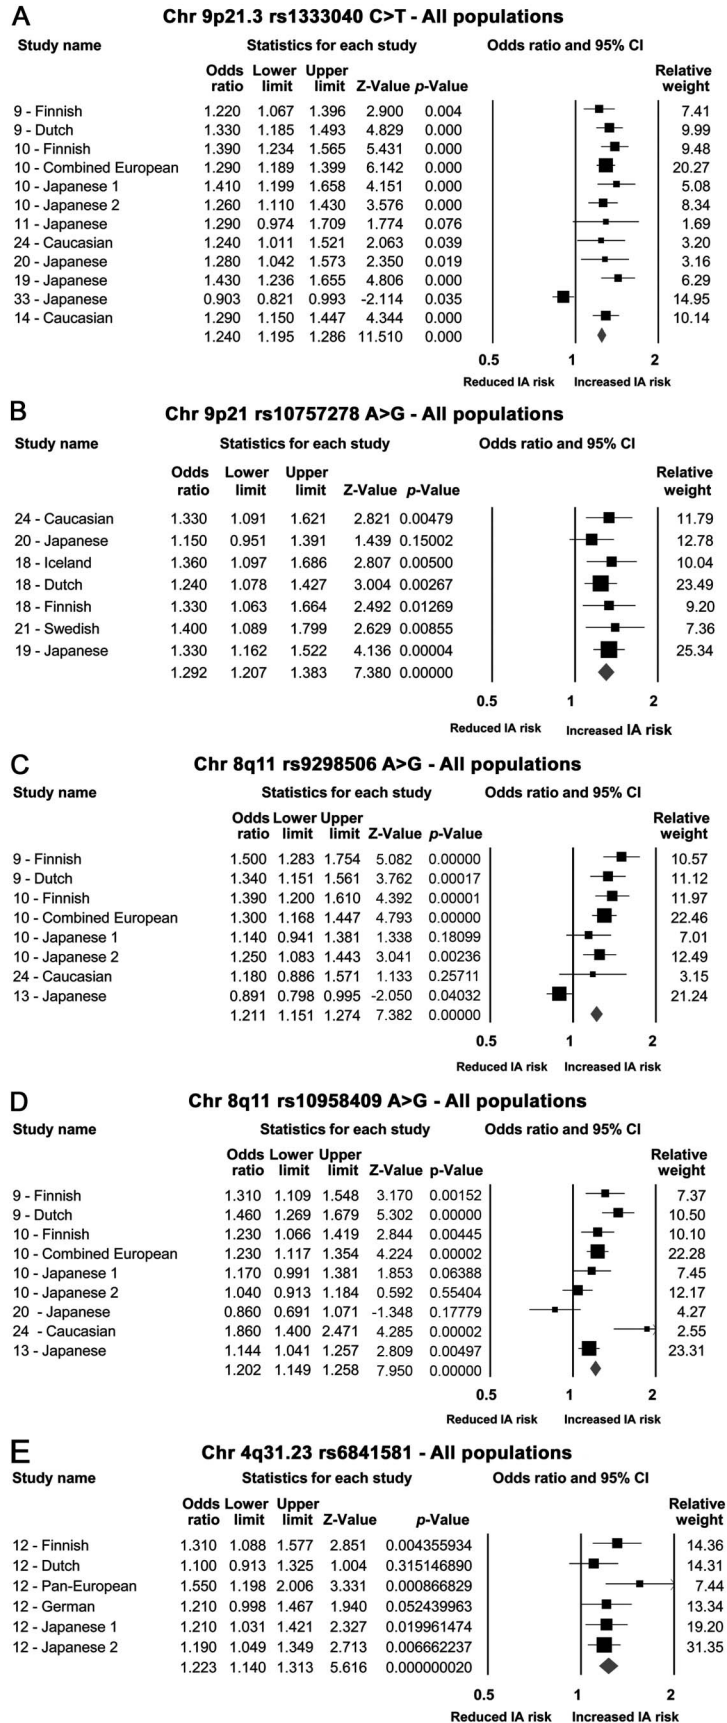 A Chr 9p21.3 rs1333040 C>T - All populations
Study name Statistics for each study Odds ratio and 95% CI
Odds Lower Upper Relative
ratio limit limit Z-Value p-Value weight
9 - Finnish 1.220 1.067 1.396 2.900 0.004 7.41
9 - Dutch 1.330 1.185 1.493 4.829 0.000 9.99
10 - Finnish 1.390 1.234 1.565 5.431 0.000 9.48
10 - Combined European 1.290 1.189 1.399 6.142 0.000 20.27
10 - Japanese 1 1.410 1.199 1.658 4.151 0.000 5.08
10 - Japanese 2 1.260 1.110 1.430 3.576 0.000 8.34
11 - Japanese 1.290 0.974 1.709 1.774 0.076 1.69
24 - Caucasian 1.240 1.011 1.521 2.063 0.039 3.20
20 - Japanese 1.280 1.042 1.573 2.350 0.019 3.16
19 - Japanese 1.430 1.236 1.655 4.806 0.000 6.29
33 - Japanese 0.903 0.821 0.993 -2.114 0.035 14.95
14 - Caucasian 1.290 1.150 1.447 4.344 0.000 10.14
1.240 1.195 1.286 11.510 0.000
0.5 1 2
Reduced IA risk Increased IA risk
B Chr 9p21 rs10757278 A>G - All populations
Study name Statistics for each study Odds ratio and 95% CI
Odds Lower Upper Relative
ratio limit limit Z-Value p-Value weight
24 - Caucasian 1.330 1.091 1.621 2.821 0.00479 11.79
20 - Japanese 1.150 0.951 1.391 1.439 0.15002 12.78
18 - Iceland 1.360 1.097 1.686 2.807 0.00500 10.04
18 - Dutch 1.240 1.078 1.427 3.004 0.00267 23.49
18 - Finnish 1.330 1.063 1.664 2.492 0.01269 9.20
21 - Swedish 1.400 1.089 1.799 2.629 0.00855 7.36
19 - Japanese 1.330 1.162 1.522 4.136 0.00004 25.34
1.292 1.207 1.383 7.380 0.00000
0.5 1 2
Reduced IA risk Increased IA risk
C Chr 8q11 rs9298506 A>G - All populations
Study name Statistics for each study Odds ratio and 95% CI
Odds Lower Upper Relative
ratio limit limit Z-Value p-Value weight
9 - Finnish 1.500 1.283 1.754 5.082 0.00000 10.57
9 - Dutch 1.340 1.151 1.561 3.762 0.00017 11.12
10 - Finnish 1.390 1.200 1.610 4.392 0.00001 11.97
10 - Combined European 1.300 1.168 1.447 4.793 0.00000 22.46
10 - Japanese 1 1.140 0.941 1.381 1.338 0.18099 7.01
10 - Japanese 2 1.250 1.083 1.443 3.041 0.00236 12.49
24 - Caucasian 1.180 0.886 1.571 1.133 0.25711 3.15
13 - Japanese 0.891 0.798 0.995 -2.050 0.04032 21.24
1.211 1.151 1.274 7.382 0.00000
0.5 1 2
Reduced IA risk Increased IA risk
D Chr 8q11 rs10958409 A>G - All populations
Study name Statistics for each study Odds ratio and 95% CI
Odds Lower Upper Relative
ratio limit limit Z-Value p-Value weight
9 - Finnish 1.310 1.109 1.548 3.170 0.00152 7.37
9 - Dutch 1.460 1.269 1.679 5.302 0.00000 10.50
10 - Finnish 1.230 1.066 1.419 2.844 0.00445 10.10
10 - Combined European 1.230 1.117 1.354 4.224 0.00002 22.28
10 - Japanese 1 1.170 0.991 1.381 1.853 0.06388 7.45
10 - Japanese 2 1.040 0.913 1.184 0.592 0.55404 12.17
20 - Japanese 0.860 0.691 1.071 -1.348 0.17779 4.27
24 - Caucasian 1.860 1.400 2.471 4.285 0.00002 2.55
13 - Japanese 1.144 1.041 1.257 2.809 0.00497 23.31
1.202 1.149 1.258 7.950 0.00000
0.5 1 2
Reduced IA risk Increased IA risk
E Chr 4q31.23 rs6841581 - All populations
Study name Statistics for each study Odds ratio and 95% CI
Odds Lower Upper Relative
ratio limit limit Z-Value p-Value weight
12 - Finnish 1.310 1.088 1.577 2.851 0.004355934 14.36
12 - Dutch 1.100 0.913 1.325 1.004 0.315146890 14.31
12 - Pan-European 1.550 1.198 2.006 3.331 0.000866829 7.44
12 - German 1.210 0.998 1.467 1.940 0.052439963 13.34
12 - Japanese 1 1.210 1.031 1.421 2.327 0.019961474 19.20
12 - Japanese 2 1.190 1.049 1.349 2.713 0.006662237 31.35
1.223 1.140 1.313 5.616 0.000000020
0.5 1 2
Reduced IA risk Increased IA risk